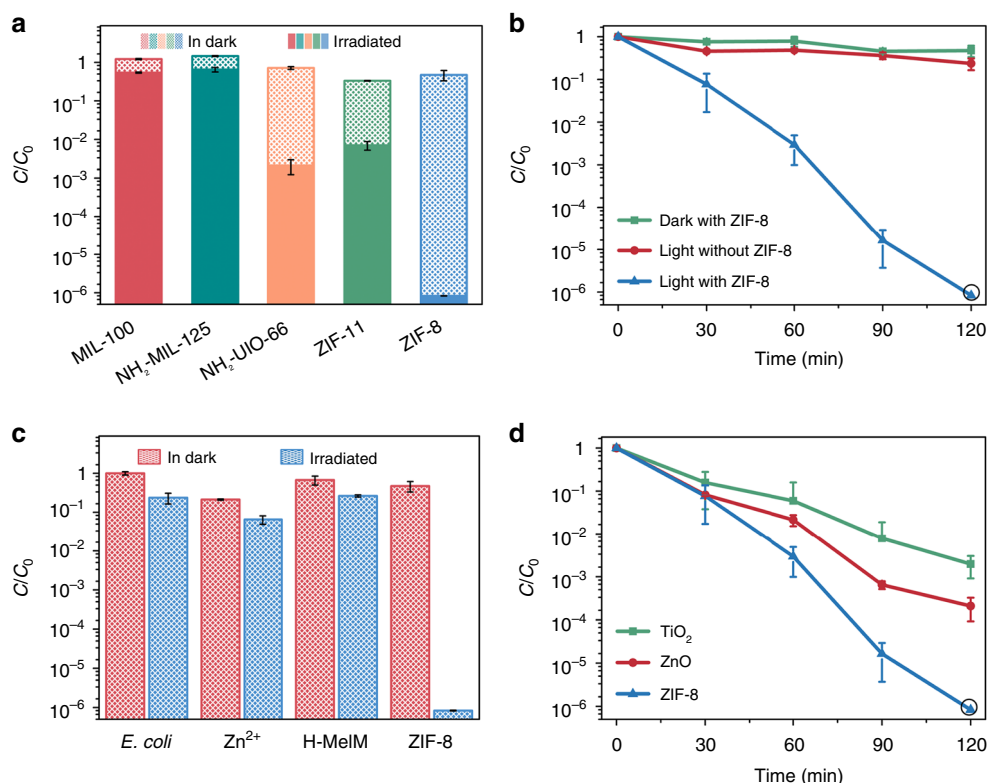 a
In dark
Irradiated
C/C₀
1
10⁻¹
10⁻²
10⁻³
10⁻⁴
10⁻⁵
10⁻⁶
MIL-100
NH₂-MIL-125
NH₂-UIO-66
ZIF-11
ZIF-8
b
C/C₀
1
10⁻¹
10⁻²
10⁻³
10⁻⁴
10⁻⁵
10⁻⁶
Dark with ZIF-8
Light without ZIF-8
Light with ZIF-8
0 30 60 90 120
Time (min)
c
In dark
Irradiated
C/C₀
1
10⁻¹
10⁻²
10⁻³
10⁻⁴
10⁻⁵
10⁻⁶
E. coli Zn²⁺ H-MeIM ZIF-8
d
C/C₀
1
10⁻¹
10⁻²
10⁻³
10⁻⁴
10⁻⁵
10⁻⁶
TiO₂
ZnO
ZIF-8
0 30 60 90 120
Time (min)